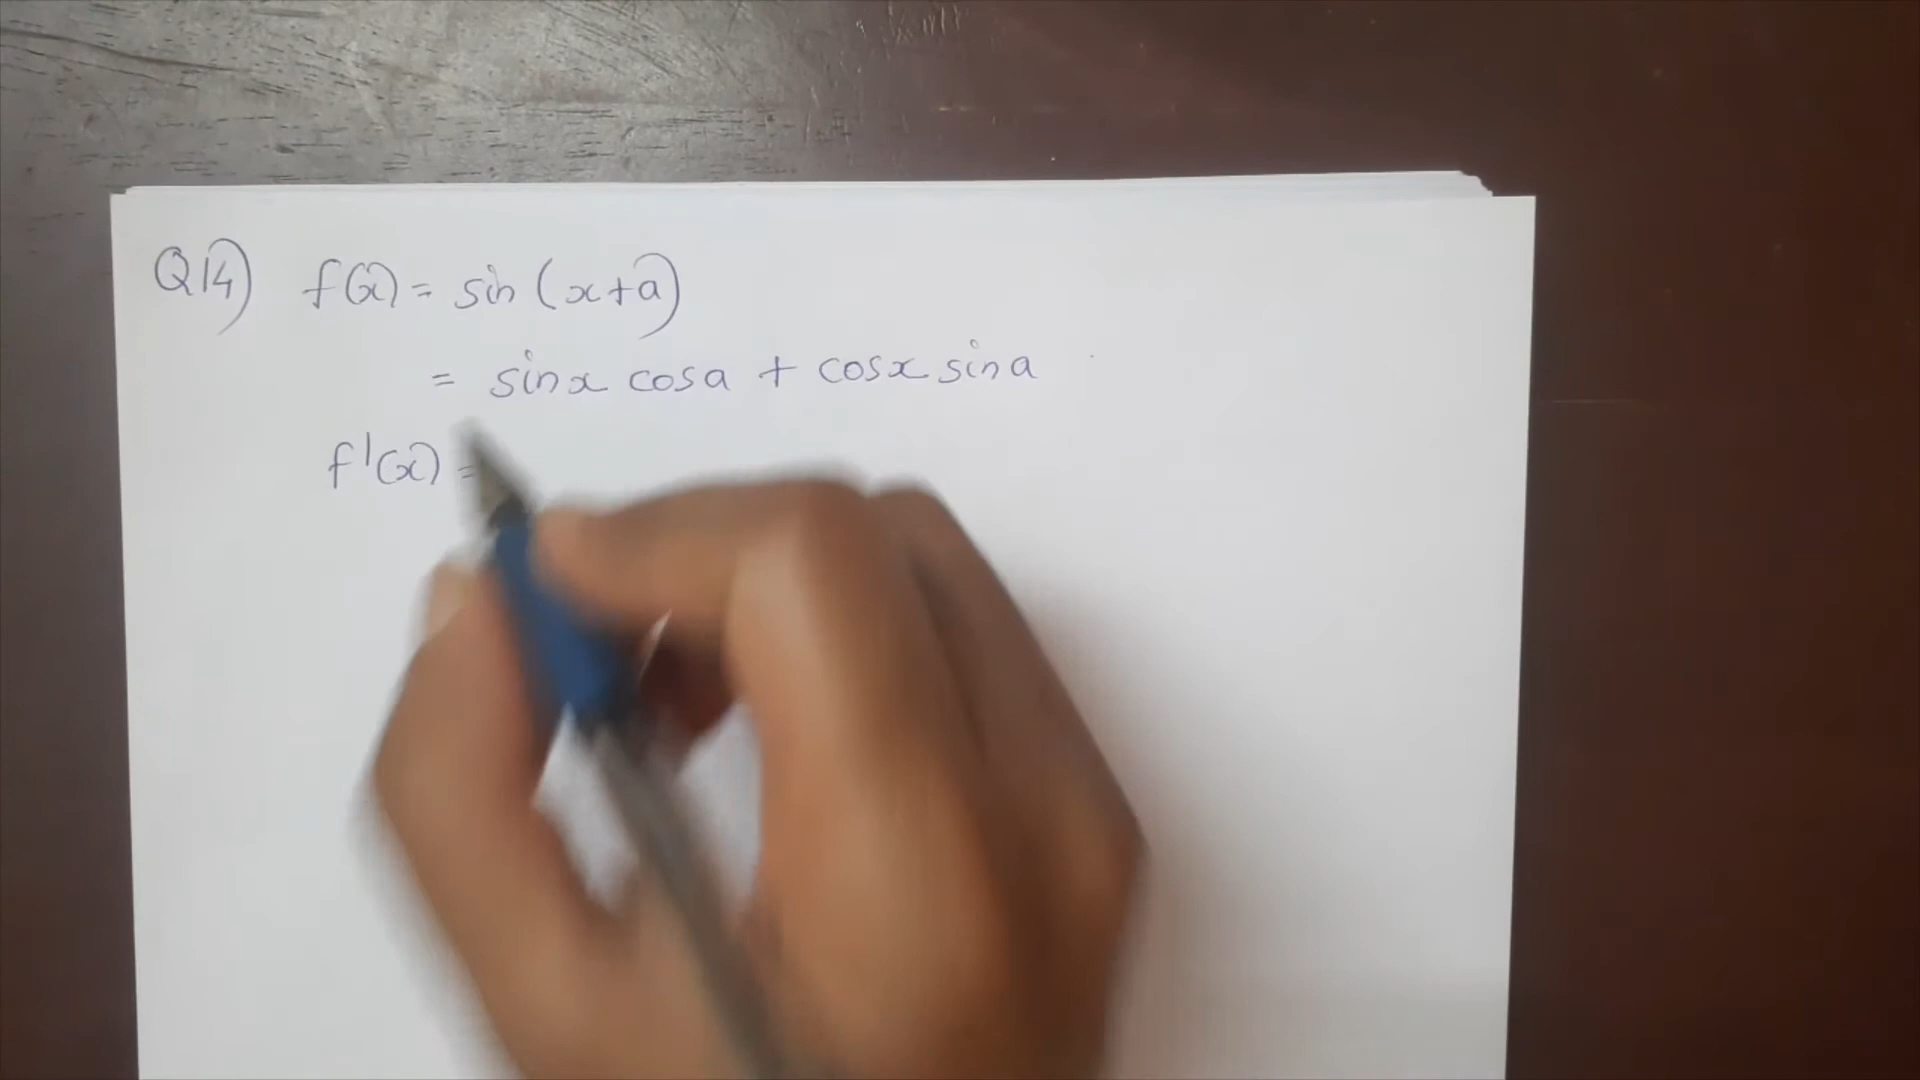 Q14) f(x) = sin (x+a)
= sinx cosa + cosx sina
f'(x) =